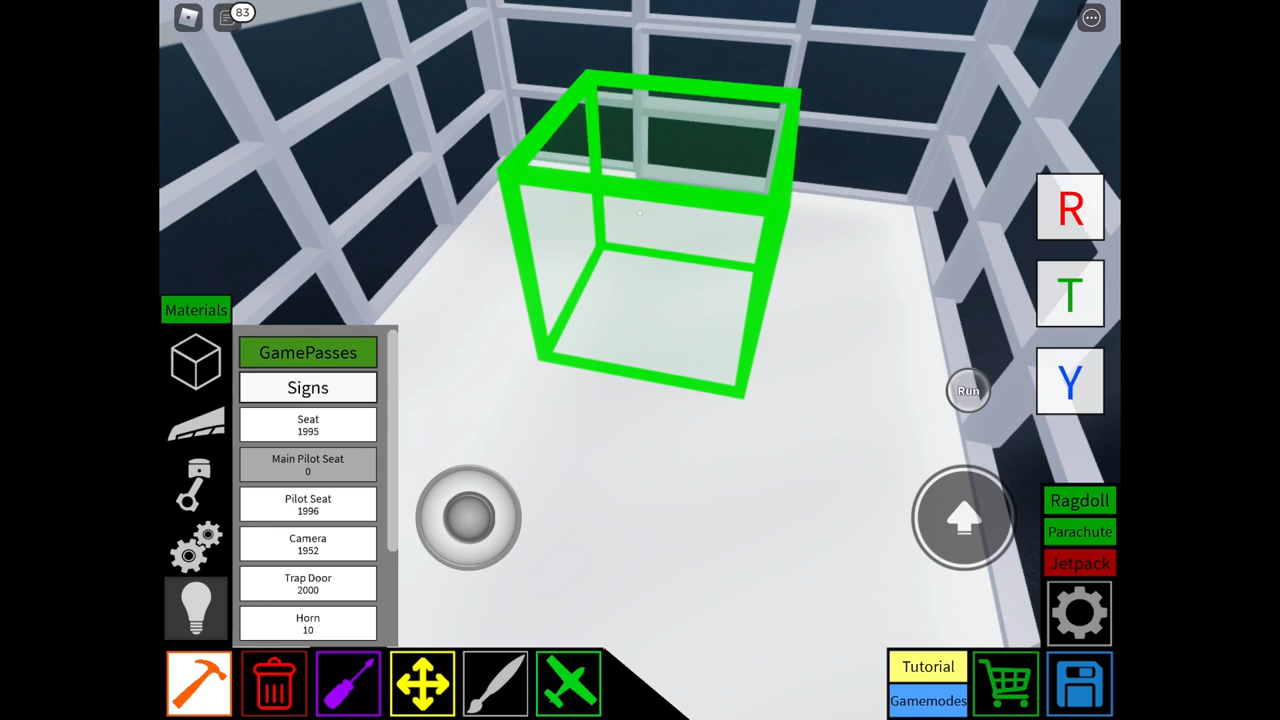 83
R
T
Y
Materials
GamePasses
Signs
Seat
1995
Main Pilot Seat
0
Pilot Seat
1996
Camera
1952
Trap Door
2000
Horn
10
Run
Ragdoll
Parachute
Jetpack
Tutorial
Gamemodes